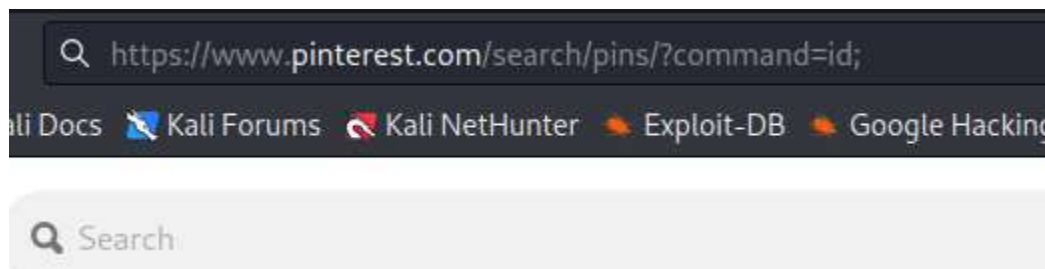 https://www.pinterest.com/search/pins/?command=id;
ali Docs Kali Forums Kali NetHunter Exploit-DB Google Hacking
Search